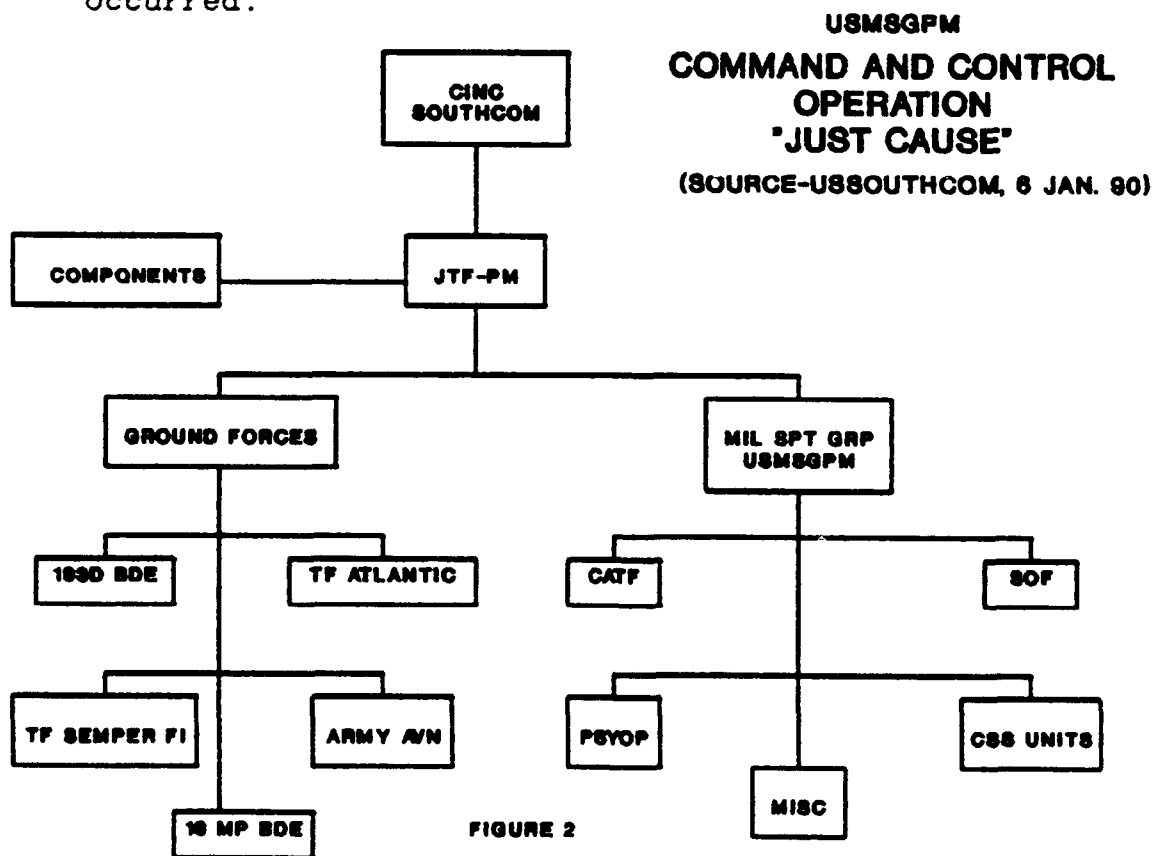 occurred.
USMSGPM
COMMAND AND CONTROL
OPERATION
"JUST CAUSE"
(SOURCE-USSOUTHCOM, 6 JAN. 90)
CINC
SOUTHCOM
COMPONENTS
JTF-PM
GROUND FORCES
MIL SPT GRP
USMSGPM
193D BDE
TF ATLANTIC
CATF
SOF
TF SEMPER FI
ARMY AVN
PSYOP
CSS UNITS
MISC
16 MP BDE
FIGURE 2